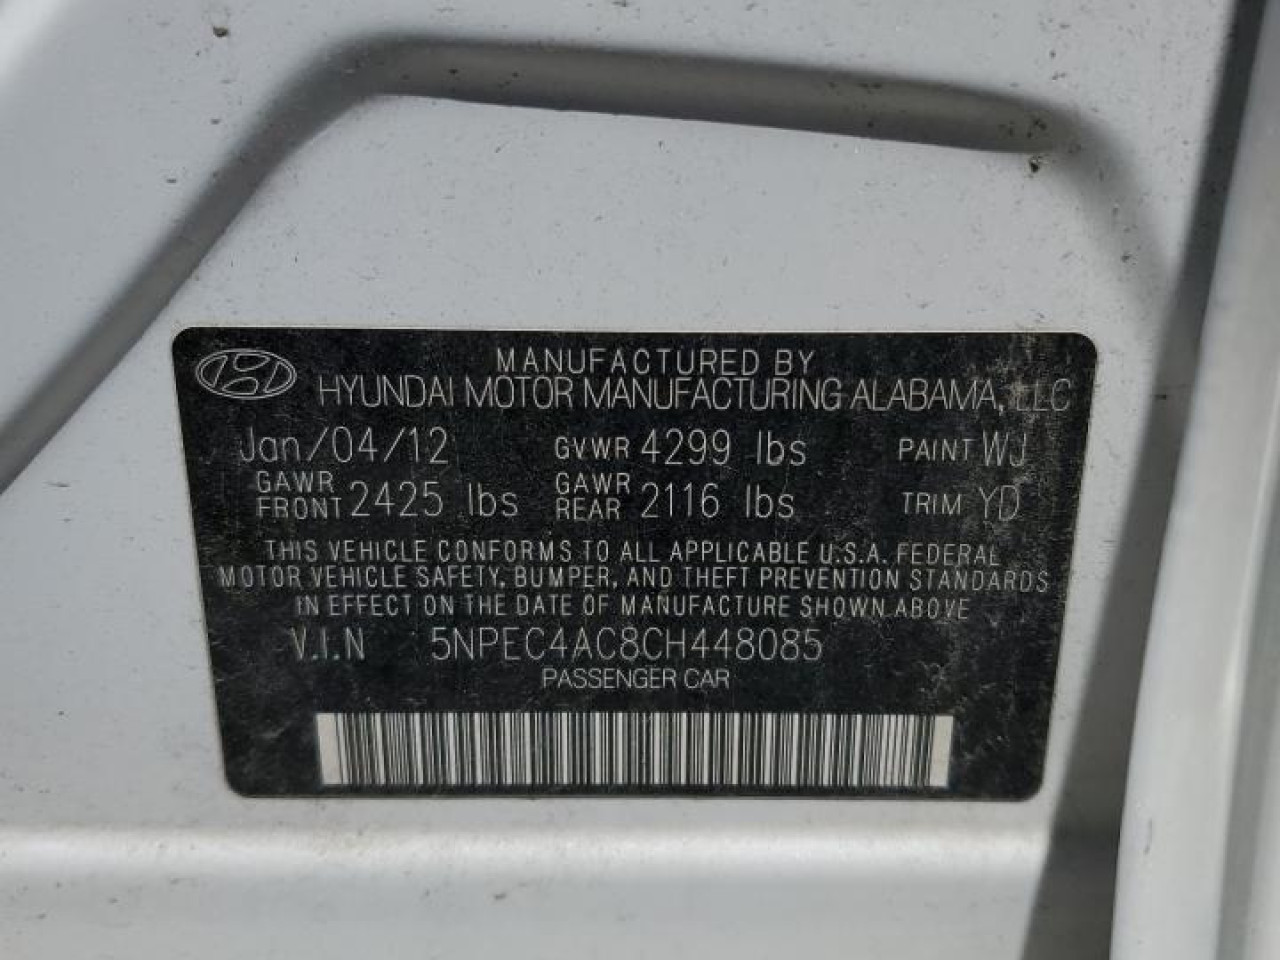 MANUFACTURED BY
HYUNDAI MOTOR MANUFACTURING ALABAMA, LLC
Jan/04/12 GVWR 4299 lbs PAINT WJ
GAWR FRONT 2425 lbs GAWR REAR 2116 lbs TRIM YD
THIS VEHICLE CONFORMS TO ALL APPLICABLE U.S.A. FEDERAL
MOTOR VEHICLE SAFETY, BUMPER, AND THEFT PREVENTION STANDARDS
IN EFFECT ON THE DATE OF MANUFACTURE SHOWN ABOVE
V.I.N 5NPEC4AC8CH448085
PASSENGER CAR